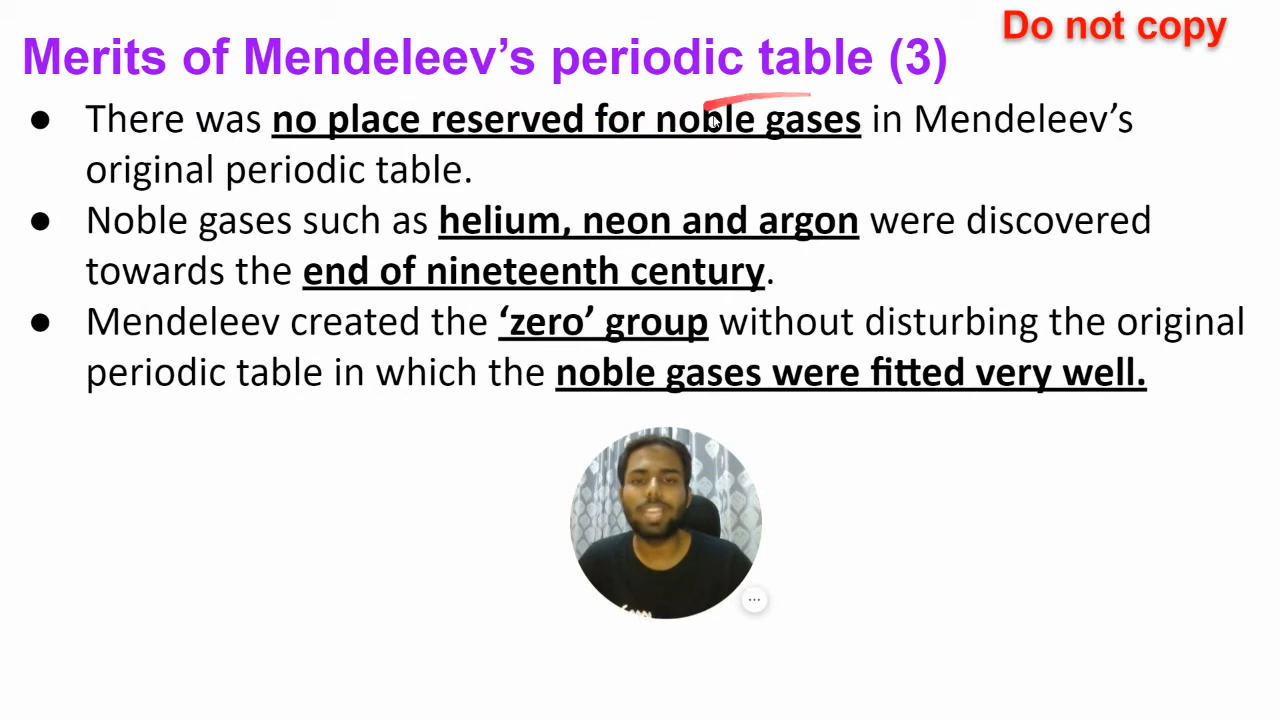 Do not copy
Merits of Mendeleev’s periodic table (3)
● There was no place reserved for noble gases in Mendeleev’s
original periodic table.
● Noble gases such as helium, neon and argon were discovered
towards the end of nineteenth century.
● Mendeleev created the ‘zero’ group without disturbing the original
periodic table in which the noble gases were fitted very well.